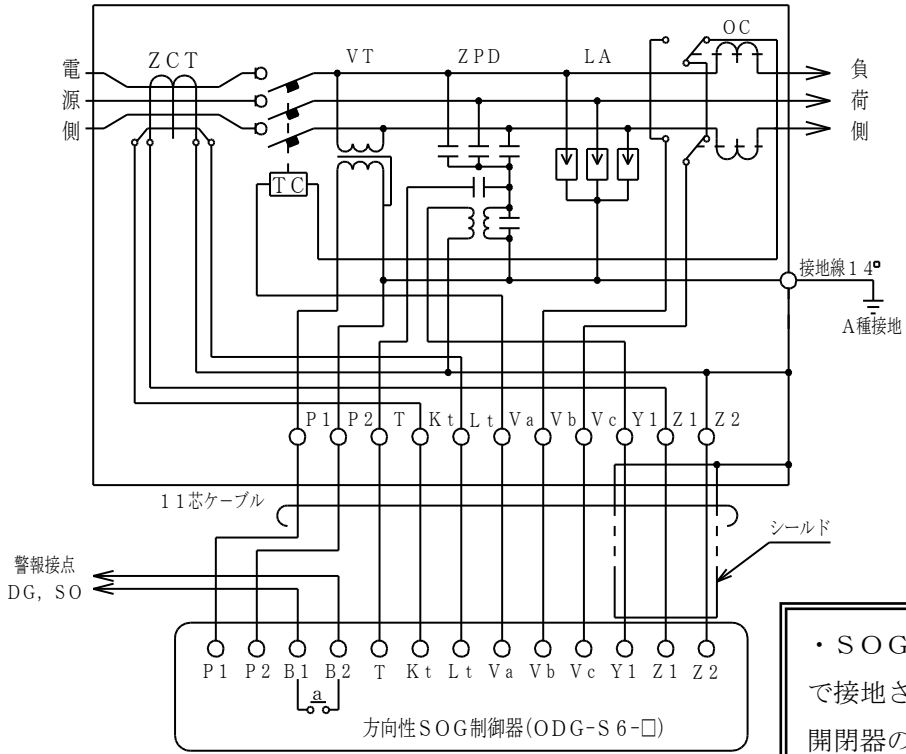 ZCT
VT
ZPD
LA
OC
電
源
側
負
荷
側
TC
接地線14°
A種接地
P1 P2 T Kt Lt Va Vb Vc Y1 Z1 Z2
11芯ケーブル
シールド
警報接点
DG, SO
P1 P2 B1 B2 T Kt Lt Va Vb Vc Y1 Z1 Z2
a
方向性SOG制御器(ODG-S6-□)
・SOG
で接地さ
開閉器の